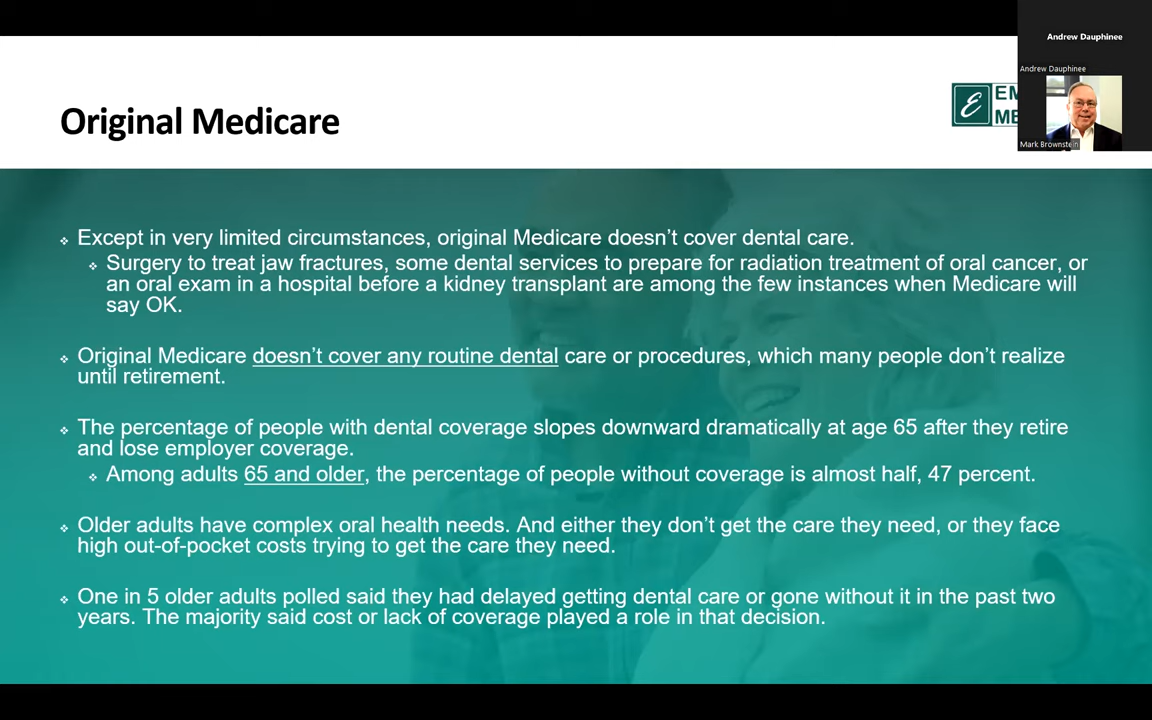 Andrew Dauphinee
Andrew Dauphinee
Mark Brownstein
EM
ME
Original Medicare
Except in very limited circumstances, original Medicare doesn't cover dental care.
Surgery to treat jaw fractures, some dental services to prepare for radiation treatment of oral cancer, or
an oral exam in a hospital before a kidney transplant are among the few instances when Medicare will
say OK.
Original Medicare doesn't cover any routine dental care or procedures, which many people don't realize
until retirement.
The percentage of people with dental coverage slopes downward dramatically at age 65 after they retire
and lose employer coverage.
Among adults 65 and older, the percentage of people without coverage is almost half, 47 percent.
Older adults have complex oral health needs. And either they don't get the care they need, or they face
high out-of-pocket costs trying to get the care they need.
One in 5 older adults polled said they had delayed getting dental care or gone without it in the past two
years. The majority said cost or lack of coverage played a role in that decision.